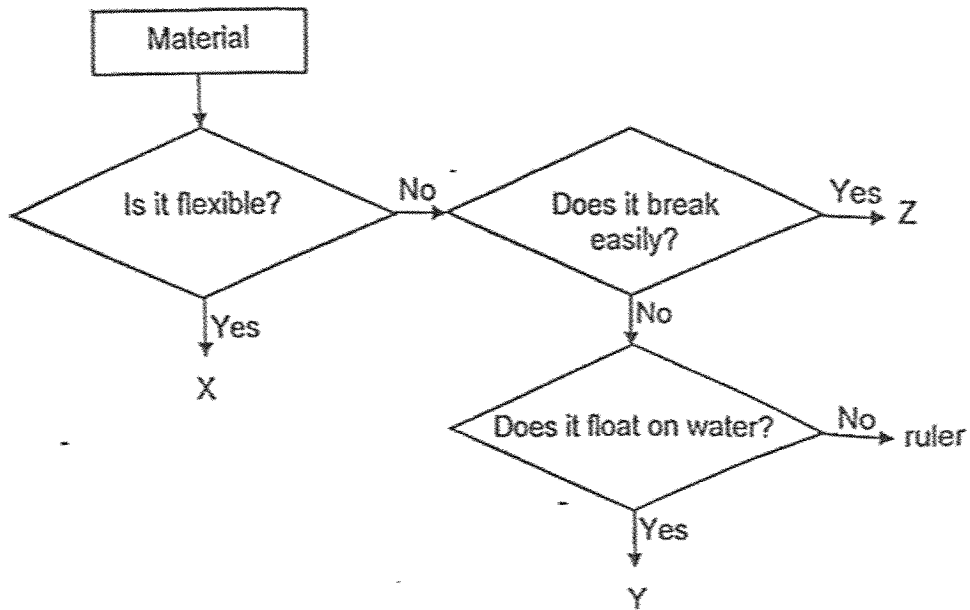 Material
Is it flexible?
No
Does it break
easily?
Yes
Z
Yes
X
No
Does it float on water?
No
ruler
Yes
Y